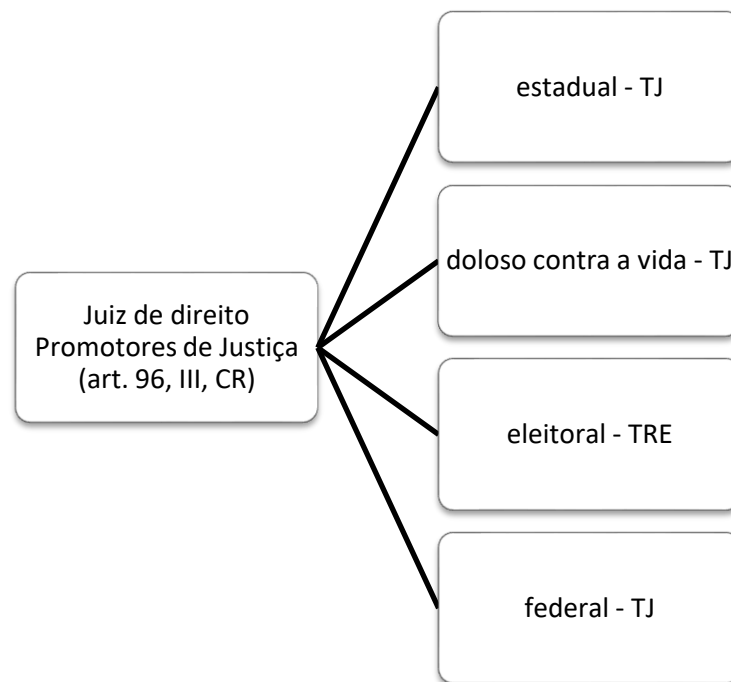 Juiz de direito
Promotores de Justiça
(art. 96, III, CR)
estadual - TJ
doloso contra a vida - TJ
eleitoral - TRE
federal - TJ